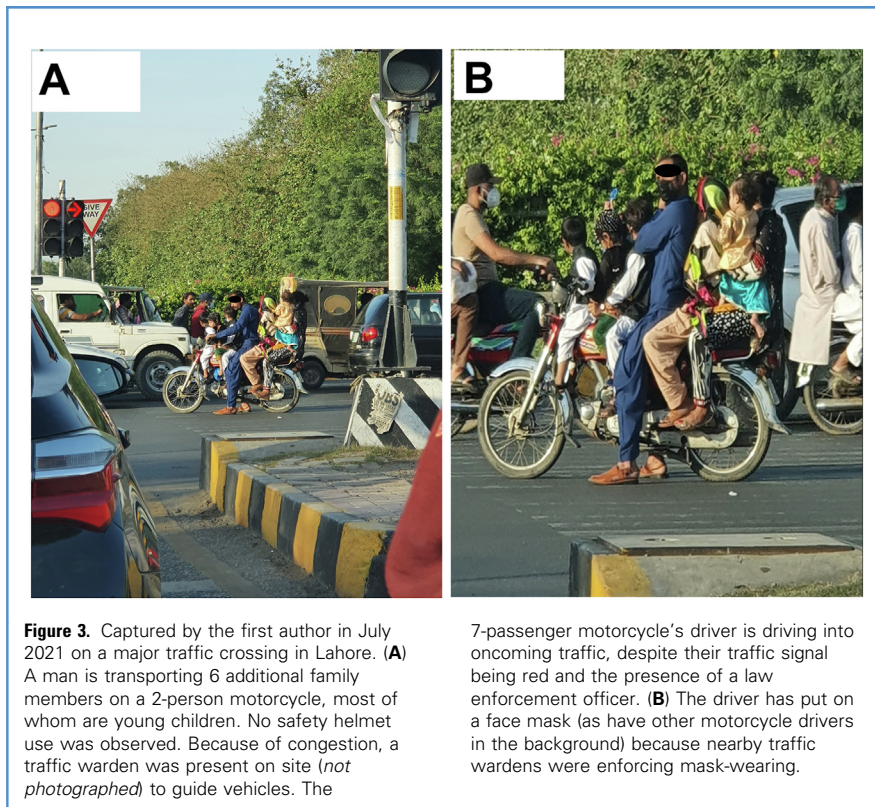 A
B
SIVE
WAY
Figure 3. Captured by the first author in July
2021 on a major traffic crossing in Lahore. (A)
A man is transporting 6 additional family
members on a 2-person motorcycle, most of
whom are young children. No safety helmet
use was observed. Because of congestion, a
traffic warden was present on site (not
photographed) to guide vehicles. The
7-passenger motorcycle's driver is driving into
oncoming traffic, despite their traffic signal
being red and the presence of a law
enforcement officer. (B) The driver has put on
a face mask (as have other motorcycle drivers
in the background) because nearby traffic
wardens were enforcing mask-wearing.